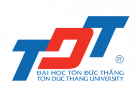 TDT
ĐẠI HỌC TÔN ĐỨC THẮNG
TON DUC THANG UNIVERSITY